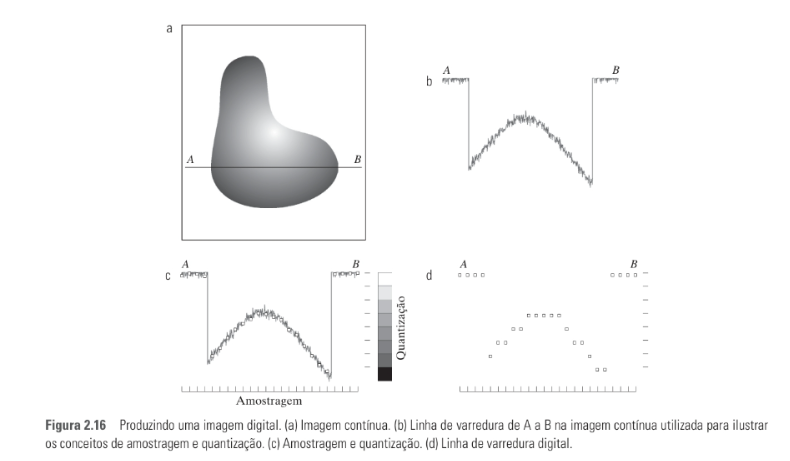 a
A
B
b
A
B
c
A
B
Quantização
Amostragem
d
A
B
Figura 2.16 Produzindo uma imagem digital. (a) Imagem contínua. (b) Linha de varredura de A a B na imagem contínua utilizada para ilustrar
os conceitos de amostragem e quantização. (c) Amostragem e quantização. (d) Linha de varredura digital.